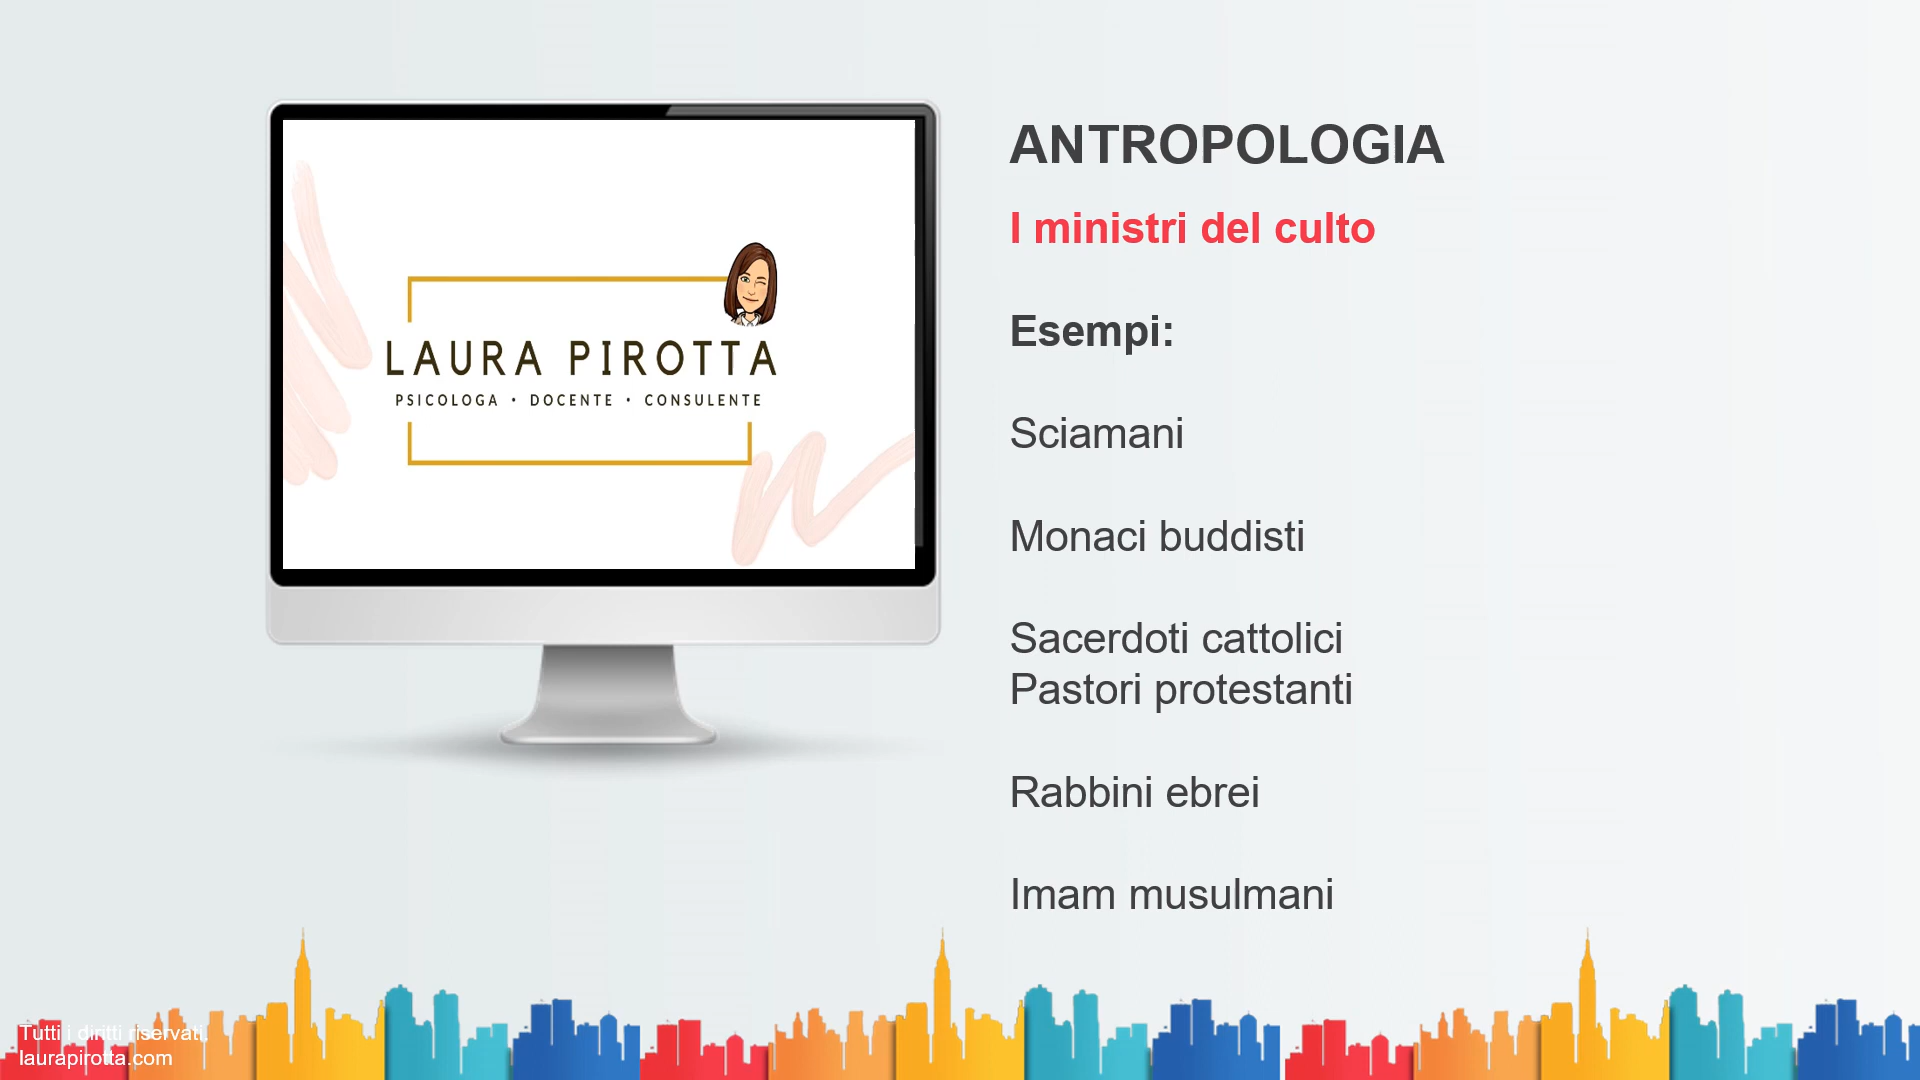 LAURA PIROTTA
PSICOLOGA • DOCENTE • CONSULENTE
ANTROPOLOGIA
I ministri del culto
Esempi:
Sciamani
Monaci buddisti
Sacerdoti cattolici
Pastori protestanti
Rabbini ebrei
Imam musulmani
Tutti i diritti riservati.
laurapirotta.com